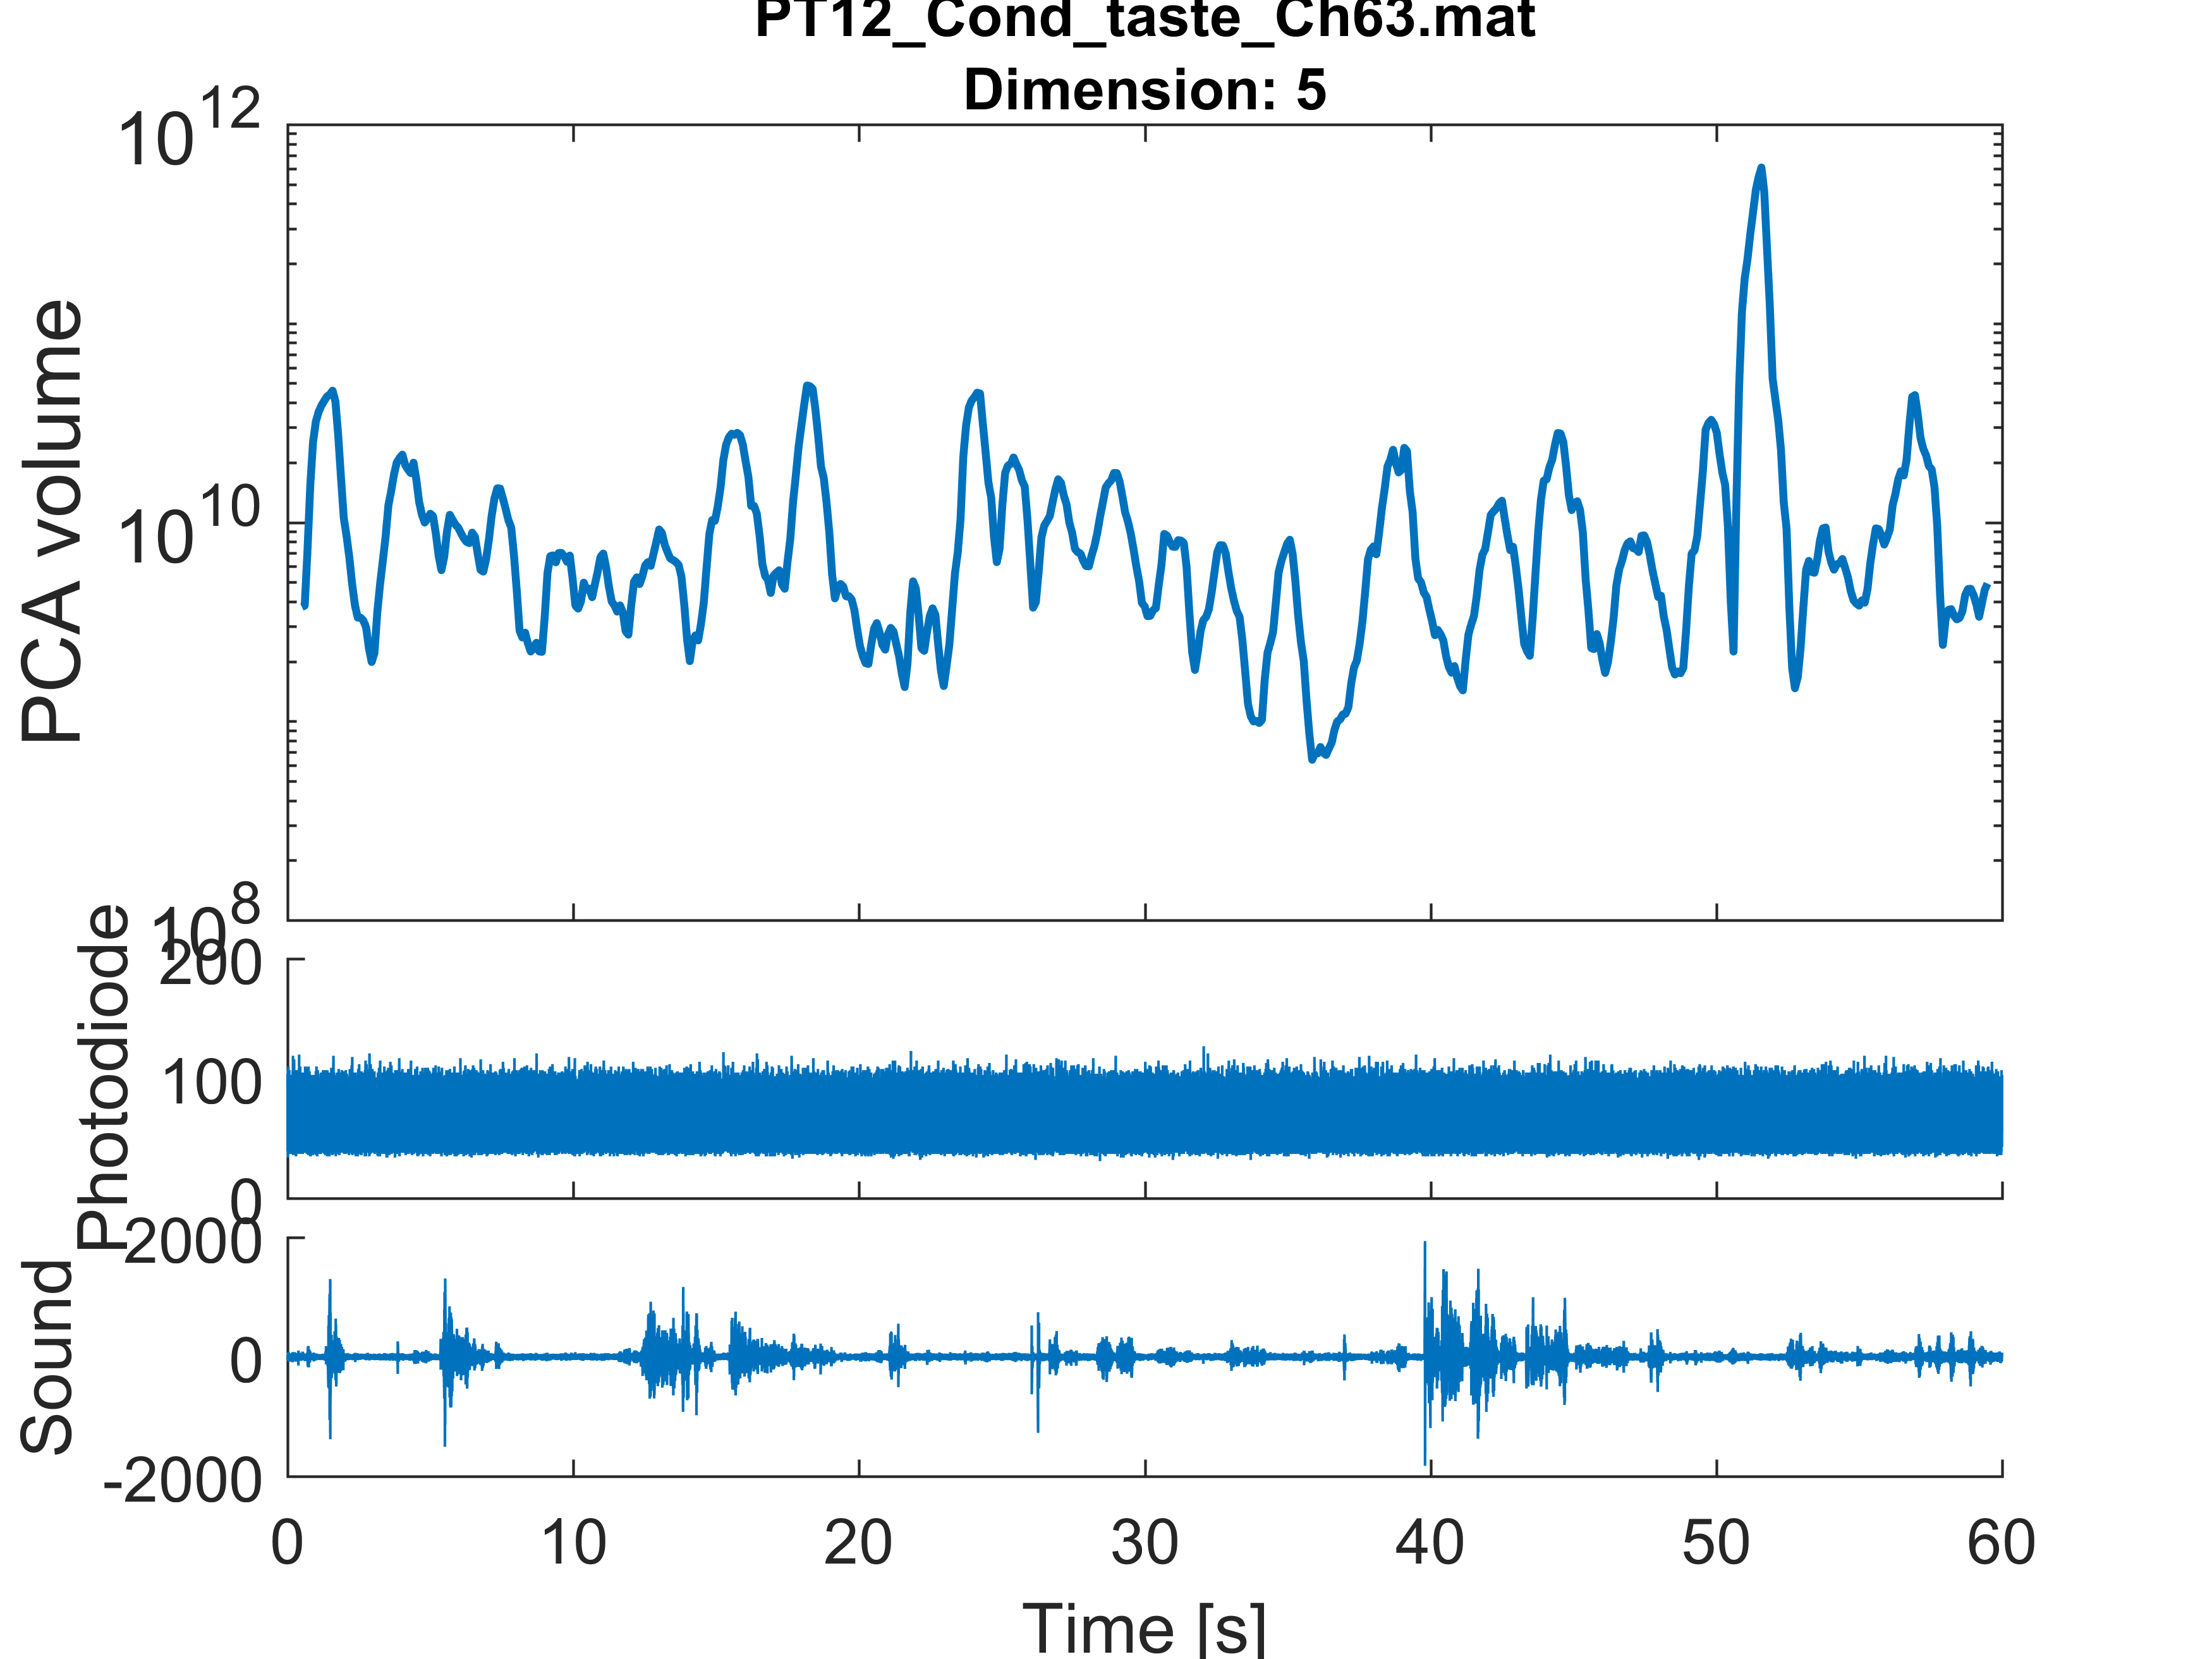 PT12_Cond_taste_Ch63.mat
Dimension: 5
PCA volume
10^12
10^10
10^8
Photodiode
200
100
0
Sound
2000
0
-2000
0 10 20 30 40 50 60
Time [s]